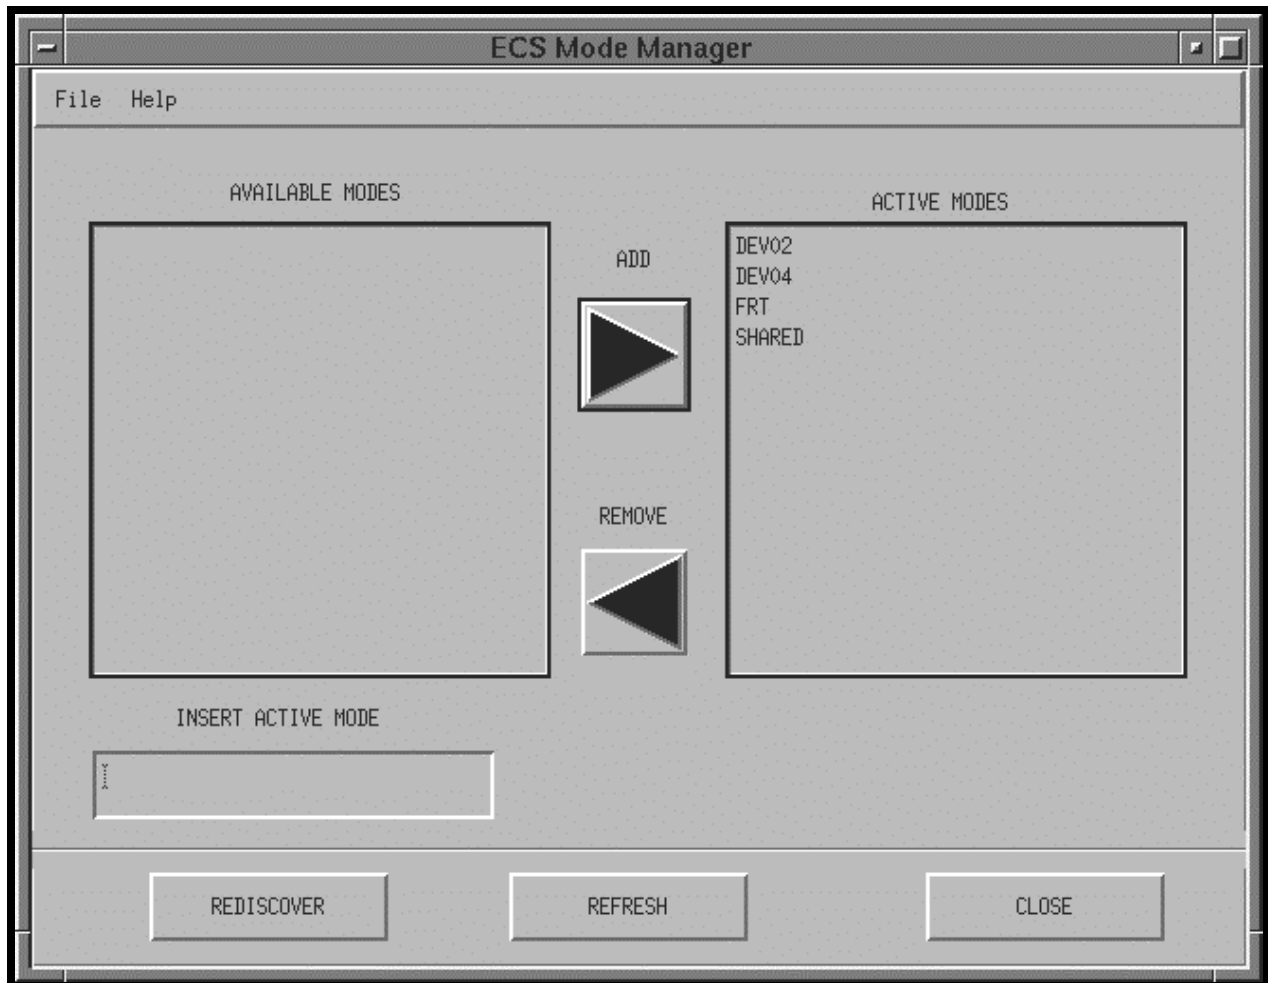 ECS Mode Manager
File Help
AVAILABLE MODES
ACTIVE MODES
ADD
DEV02
DEV04
FRT
SHARED
REMOVE
INSERT ACTIVE MODE
REDISCOVER REFRESH CLOSE